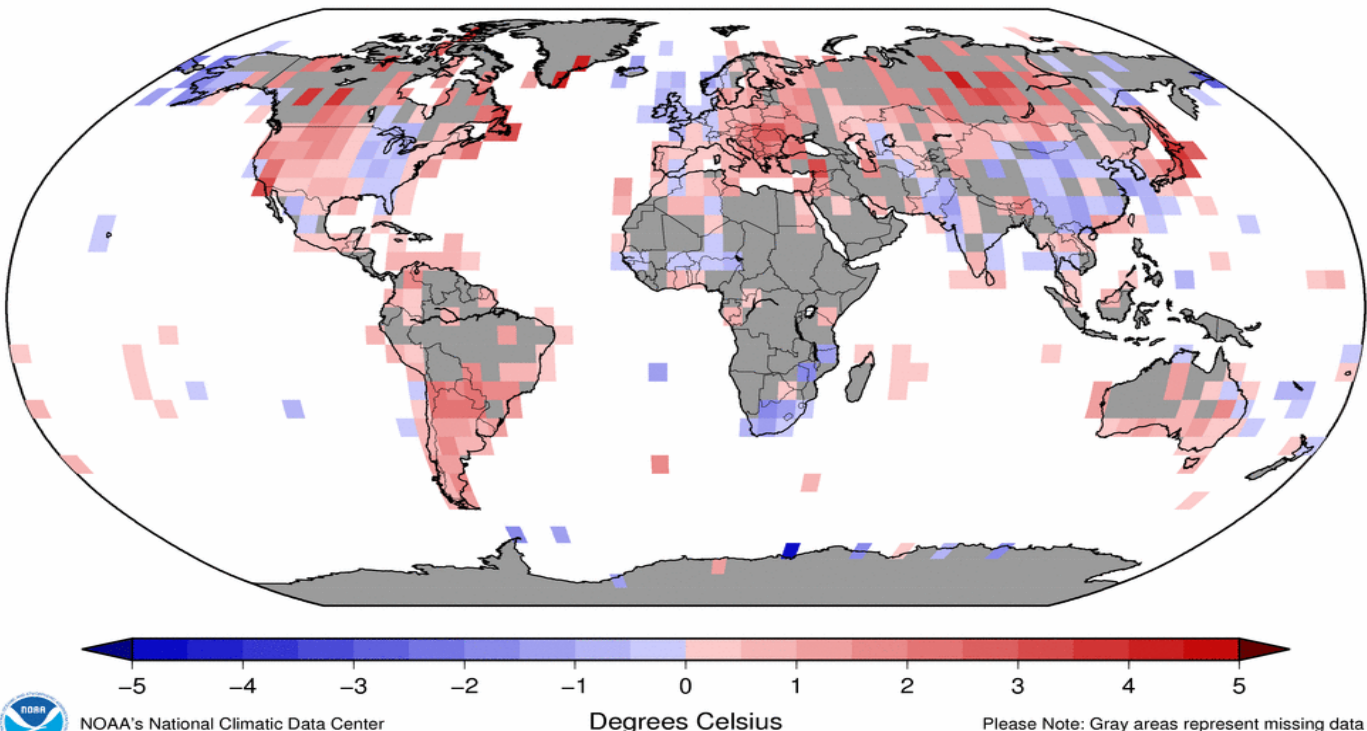 −5 −4 −3 −2 −1 0 1 2 3 4 5
NOAA
NOAA's National Climatic Data Center
Degrees Celsius
Please Note: Gray areas represent missing data